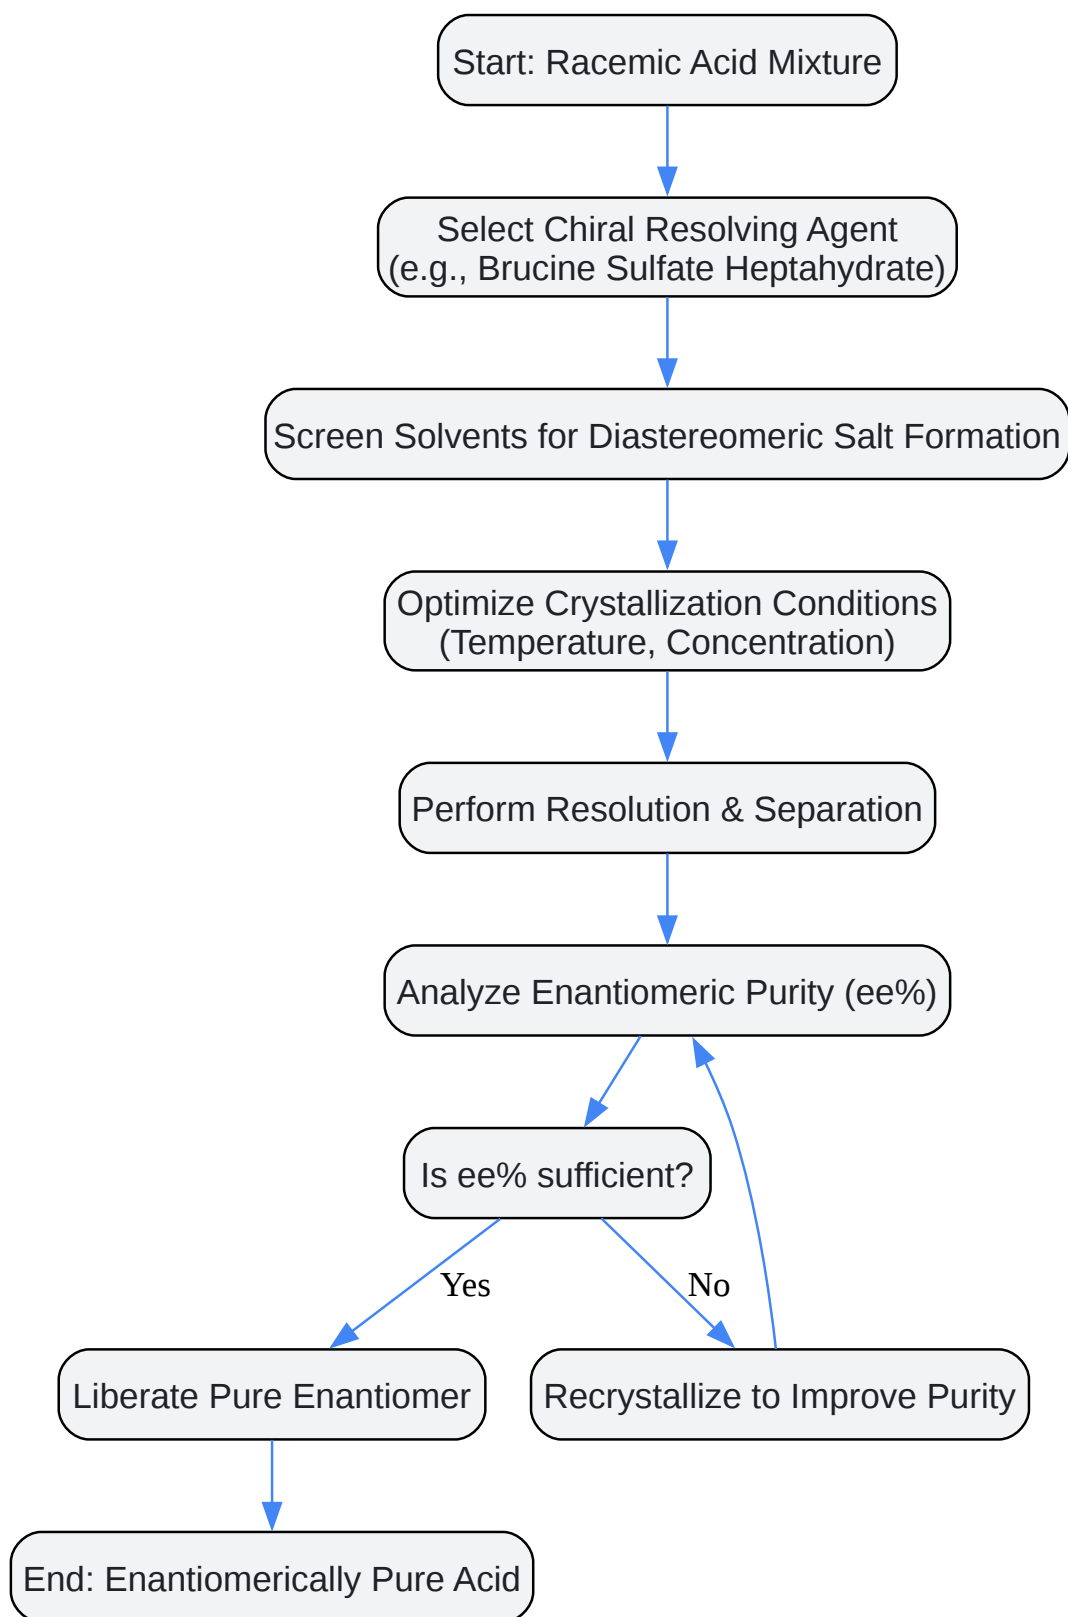 Start: Racemic Acid Mixture
Select Chiral Resolving Agent
(e.g., Brucine Sulfate Heptahydrate)
Screen Solvents for Diastereomeric Salt Formation
Optimize Crystallization Conditions
(Temperature, Concentration)
Perform Resolution & Separation
Analyze Enantiomeric Purity (ee%)
Is ee% sufficient?
Yes
No
Liberate Pure Enantiomer
Recrystallize to Improve Purity
End: Enantiomerically Pure Acid